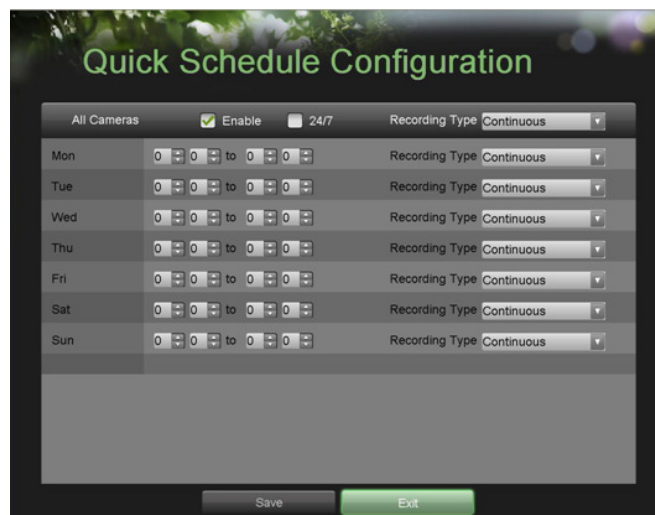 Quick Schedule Configuration
All Cameras Enable 24/7 Recording Type Continuous
Mon 0 0 to 0 0 Recording Type Continuous
Tue 0 0 to 0 0 Recording Type Continuous
Wed 0 0 to 0 0 Recording Type Continuous
Thu 0 0 to 0 0 Recording Type Continuous
Fri 0 0 to 0 0 Recording Type Continuous
Sat 0 0 to 0 0 Recording Type Continuous
Sun 0 0 to 0 0 Recording Type Continuous
Save Exit